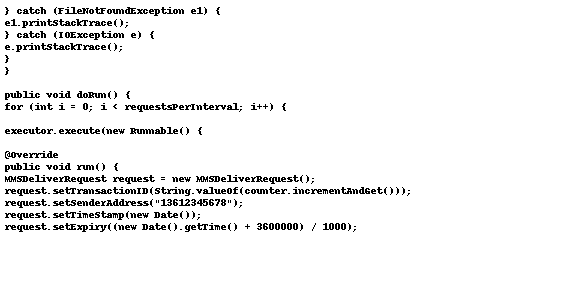 } catch (FileNotFoundException e1) {
e1.printStackTrace();
} catch (IOException e) {
e.printStackTrace();
}
}

public void doRun() {
for (int i = 0; i < requestsPerInterval; i++) {

executor.execute(new Runnable() {

@Override
public void run() {
MMSDeliverRequest request = new MMSDeliverRequest();
request.setTransactionID(String.valueOf(counter.incrementAndGet()));
request.setSenderAddress("13612345678");
request.setTimeStamp(new Date());
request.setExpiry((new Date().getTime() + 3600000) / 1000);